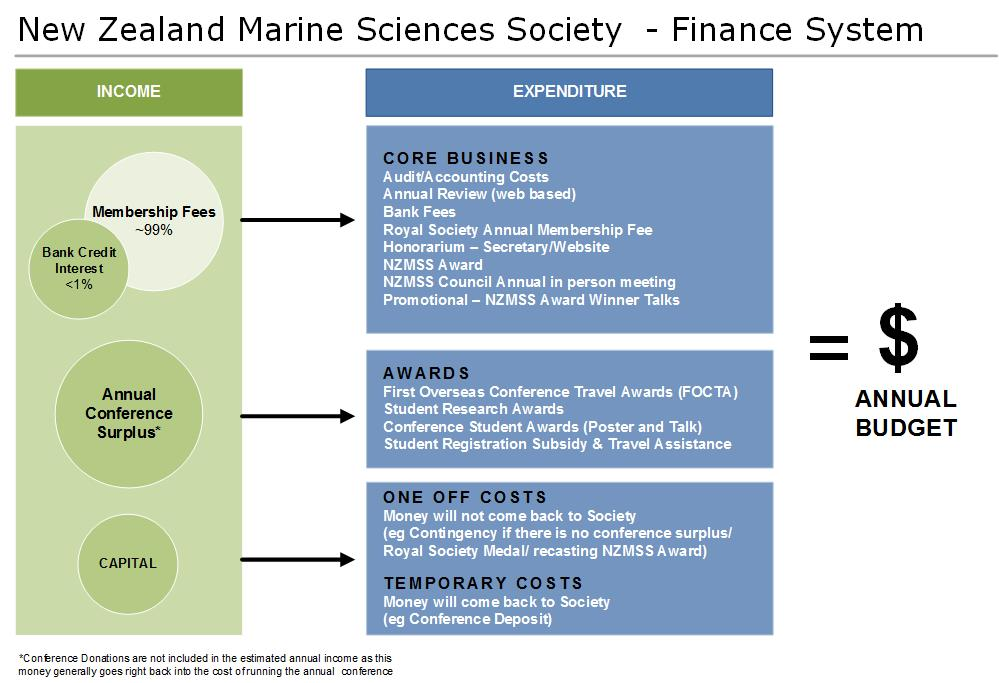 New Zealand Marine Sciences Society - Finance System
INCOME
EXPENDITURE
Membership Fees
~99%
Bank Credit
Interest
<1%
CORE BUSINESS
Audit/Accounting Costs
Annual Review (web based)
Bank Fees
Royal Society Annual Membership Fee
Honorarium – Secretary/Website
NZMSS Award
NZMSS Council Annual in person meeting
Promotional – NZMSS Award Winner Talks
Annual
Conference
Surplus*
AWARDS
First Overseas Conference Travel Awards (FOCTA)
Student Research Awards
Conference Student Awards (Poster and Talk)
Student Registration Subsidy & Travel Assistance
CAPITAL
ONE OFF COSTS
Money will not come back to Society
(eg Contingency if there is no conference surplus/
Royal Society Medal/ recasting NZMSS Award)
TEMPORARY COSTS
Money will come back to Society
(eg Conference Deposit)
= $
ANNUAL
BUDGET
*Conference Donations are not included in the estimated annual income as this
money generally goes right back into the cost of running the annual conference